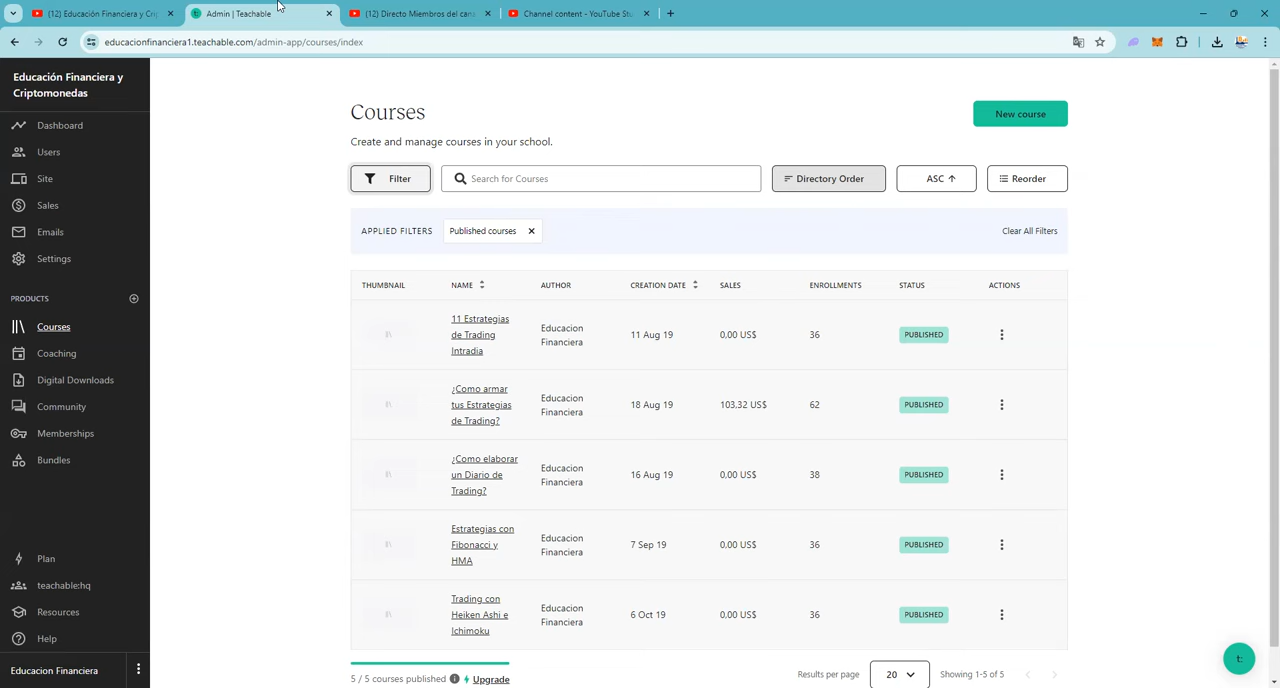 (12) Educación Financiera y Cri
Admin | Teachable
(12) Directo Miembros del cana
Channel content - YouTube Stu
educacionfinanciera1.teachable.com/admin-app/courses/index
Educación Financiera y
Criptomonedas
Dashboard
Users
Site
Sales
Emails
Settings
PRODUCTS
Courses
Coaching
Digital Downloads
Community
Memberships
Bundles
Plan
teachable:hq
Resources
Help
Educacion Financiera
Courses
New course
Create and manage courses in your school.
Filter
Search for Courses
Directory Order
ASC
Reorder
APPLIED FILTERS
Published courses
Clear All Filters
THUMBNAIL NAME AUTHOR CREATION DATE SALES ENROLLMENTS STATUS ACTIONS
11 Estrategias
de Trading
Intradia
Educacion
Financiera
11 Aug 19
0,00 US$
36
PUBLISHED
¿Como armar
tus Estrategias
de Trading?
Educacion
Financiera
18 Aug 19
103,32 US$
62
PUBLISHED
¿Como elaborar
un Diario de
Trading?
Educacion
Financiera
16 Aug 19
0,00 US$
38
PUBLISHED
Estrategias con
Fibonacci y
HMA
Educacion
Financiera
7 Sep 19
0,00 US$
36
PUBLISHED
Trading con
Heiken Ashi e
Ichimoku
Educacion
Financiera
6 Oct 19
0,00 US$
36
PUBLISHED
5 / 5 courses published
Upgrade
Results per page
20
Showing 1-5 of 5
t: